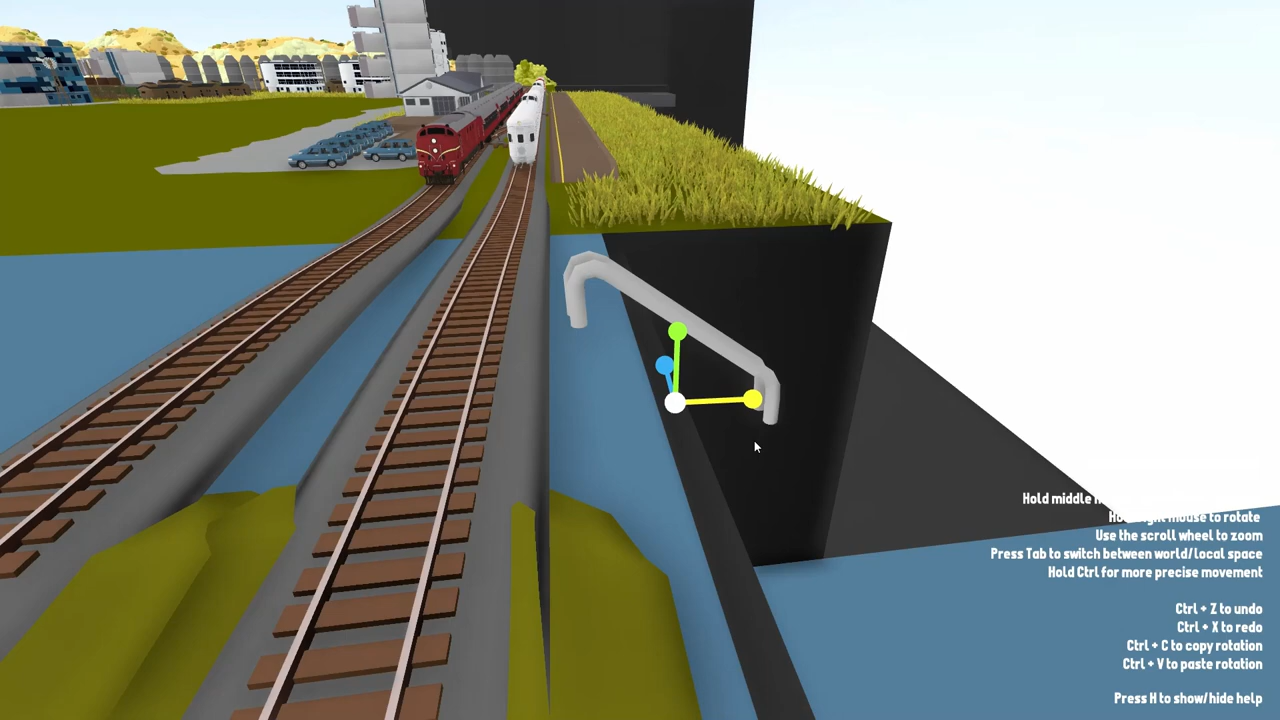 Hold middle
to rotate
Use the scroll wheel to zoom
Press Tab to switch between world/local space
Hold Ctrl for more precise movement
Ctrl + Z to undo
Ctrl + X to redo
Ctrl + C to copy rotation
Ctrl + V to paste rotation
Press H to show/hide help